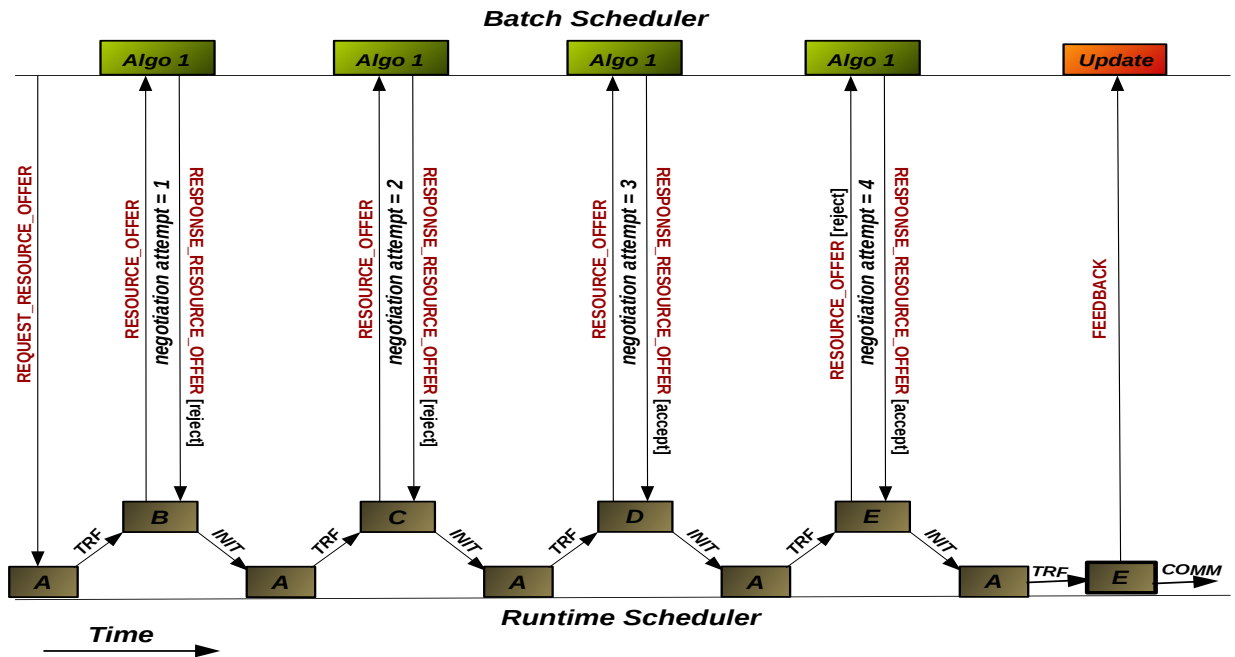 Batch Scheduler
Algo 1
Algo 1
Algo 1
Algo 1
Update
REQUEST_RESOURCE_OFFER
RESOURCE_OFFER
negotiation attempt = 1
RESPONSE_RESOURCE_OFFER [reject]
RESOURCE_OFFER
negotiation attempt = 2
RESPONSE_RESOURCE_OFFER [reject]
RESOURCE_OFFER
negotiation attempt = 3
RESPONSE_RESOURCE_OFFER [accept]
RESOURCE_OFFER [reject]
negotiation attempt = 4
RESPONSE_RESOURCE_OFFER [accept]
FEEDBACK
B
C
D
E
TRF
INIT
TRF
INIT
TRF
INIT
TRF
INIT
TRF
COMM
A
A
A
A
A
E
Runtime Scheduler
Time